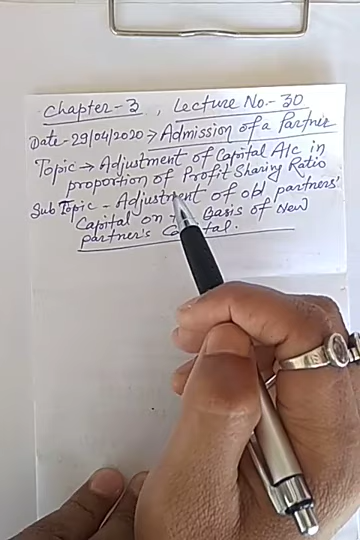 Chapter-3, Lecture No.- 30
Date-29/04/2020 → Admission of a Partner
Topic → Adjustment of Capital A/c in
proportion of Profit Sharing Ratio
Sub Topic - Adjustment of old partners'
Capital on Basis of New
partner's